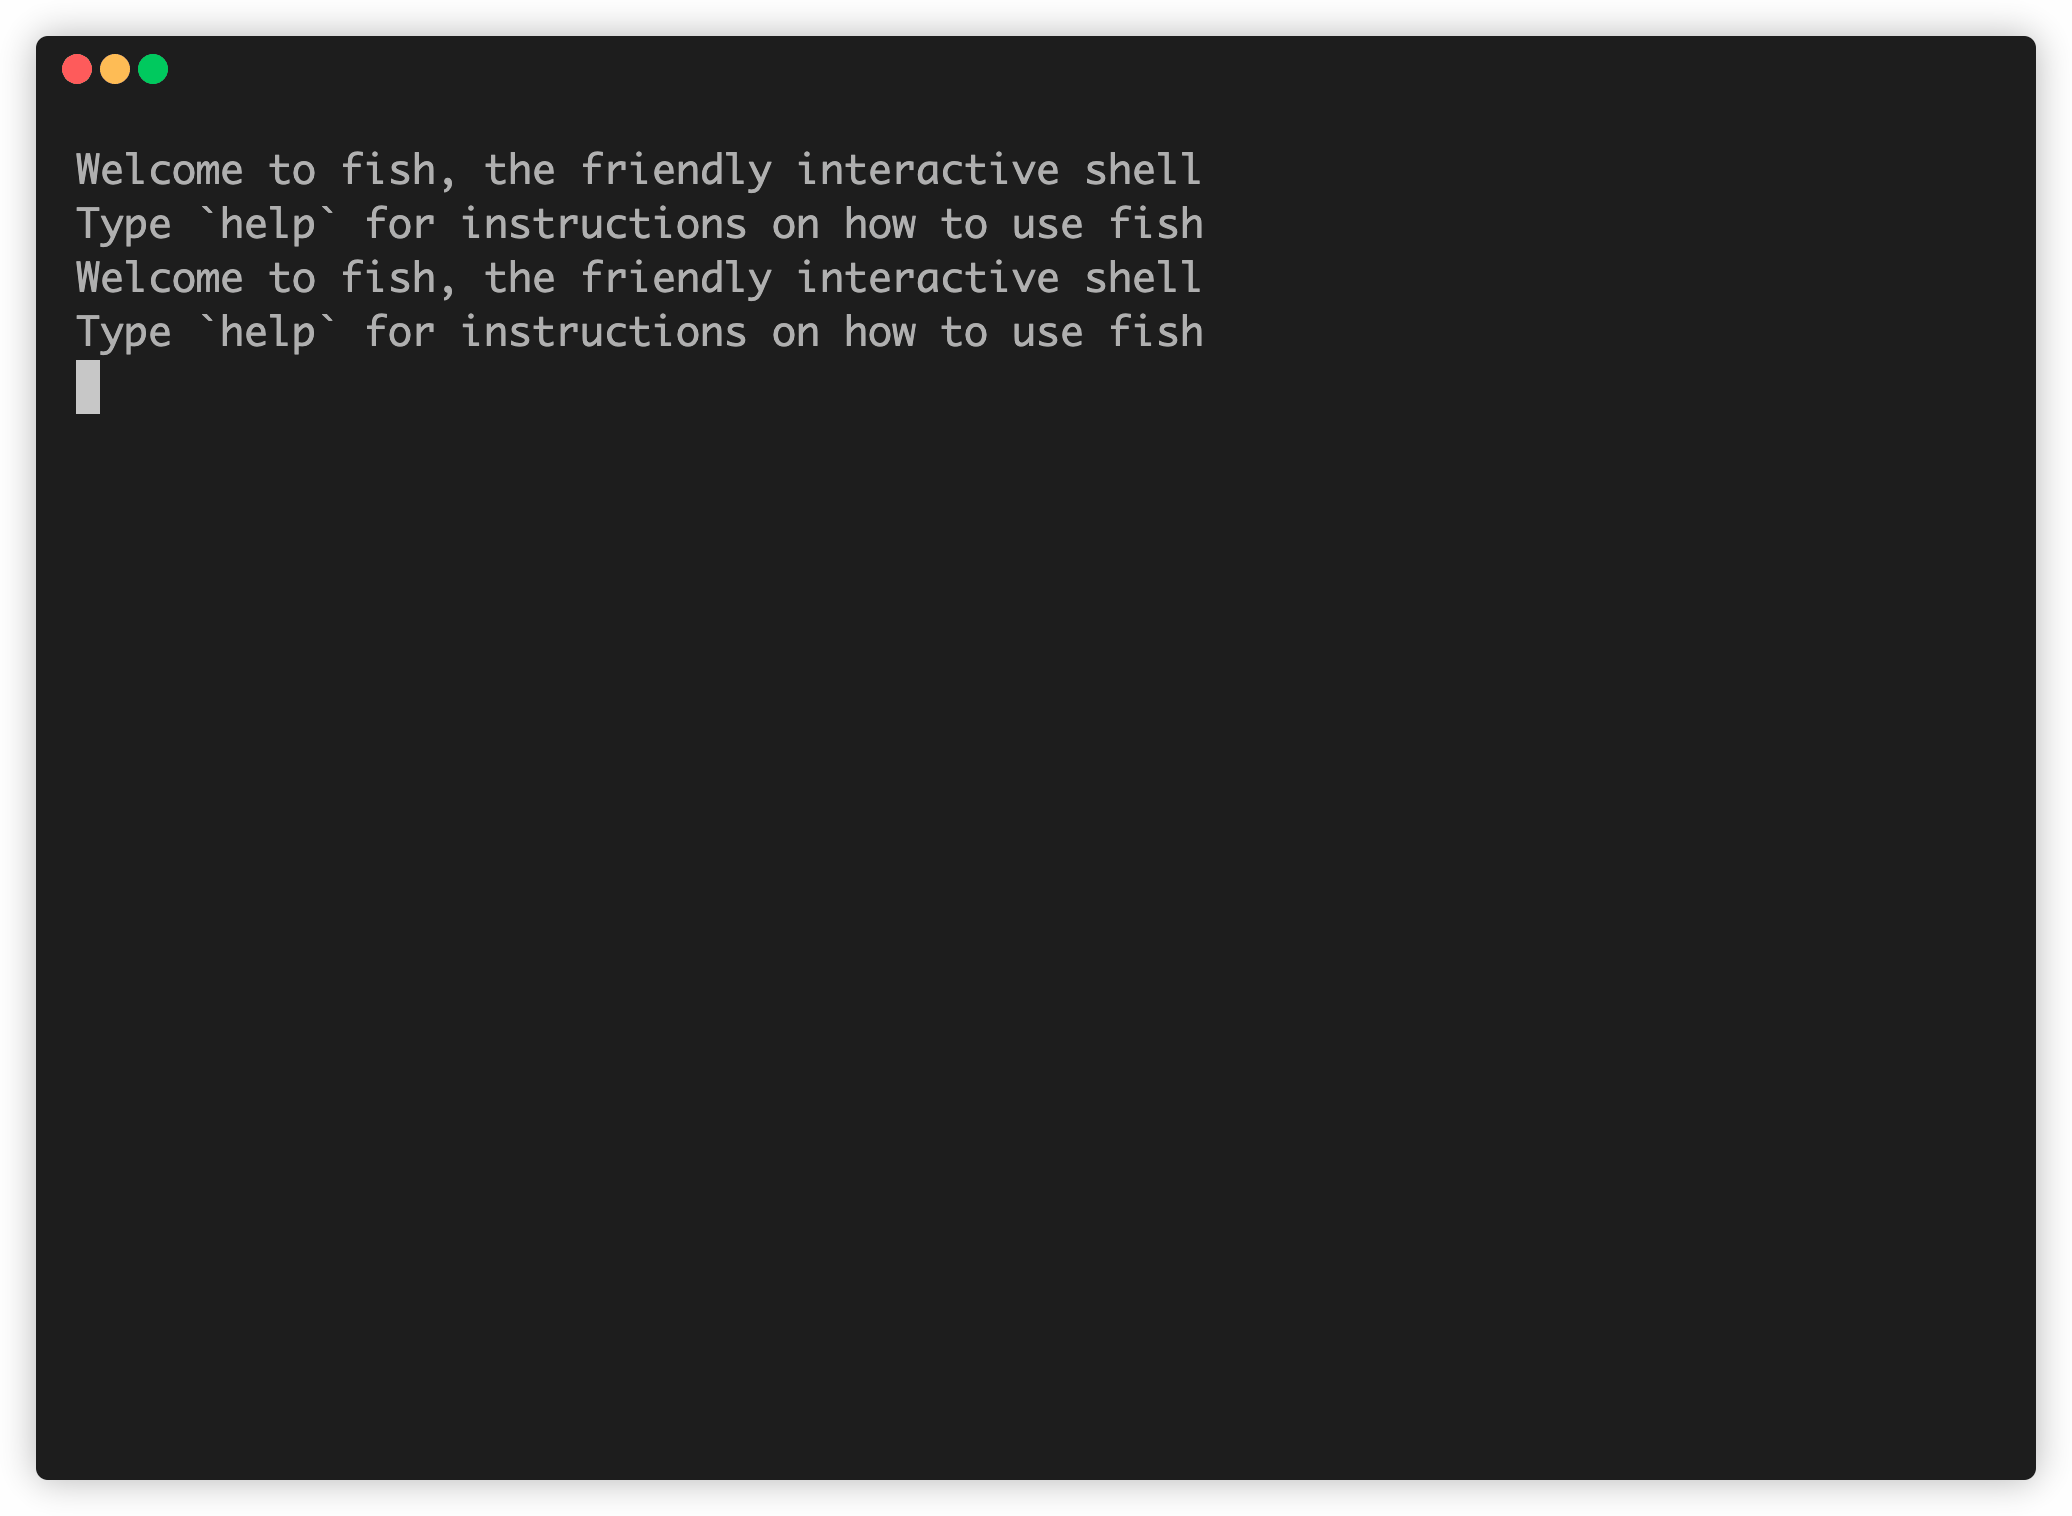 Welcome to fish, the friendly interactive shell
Type `help` for instructions on how to use fish
Welcome to fish, the friendly interactive shell
Type `help` for instructions on how to use fish